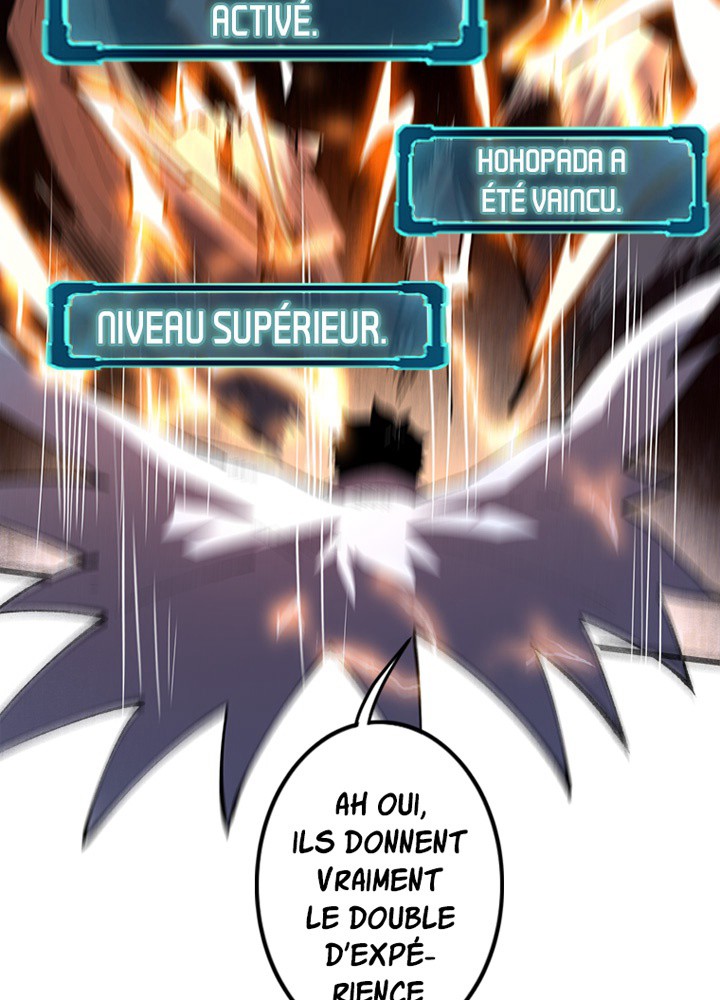 ACTIVÉ.
HOHOPADA A
ÉTÉ VAINCU.
NIVEAU SUPÉRIEUR.
AH OUI,
ILS DONNENT
VRAIMENT
LE DOUBLE
D'EXPÉ-
RIENCE